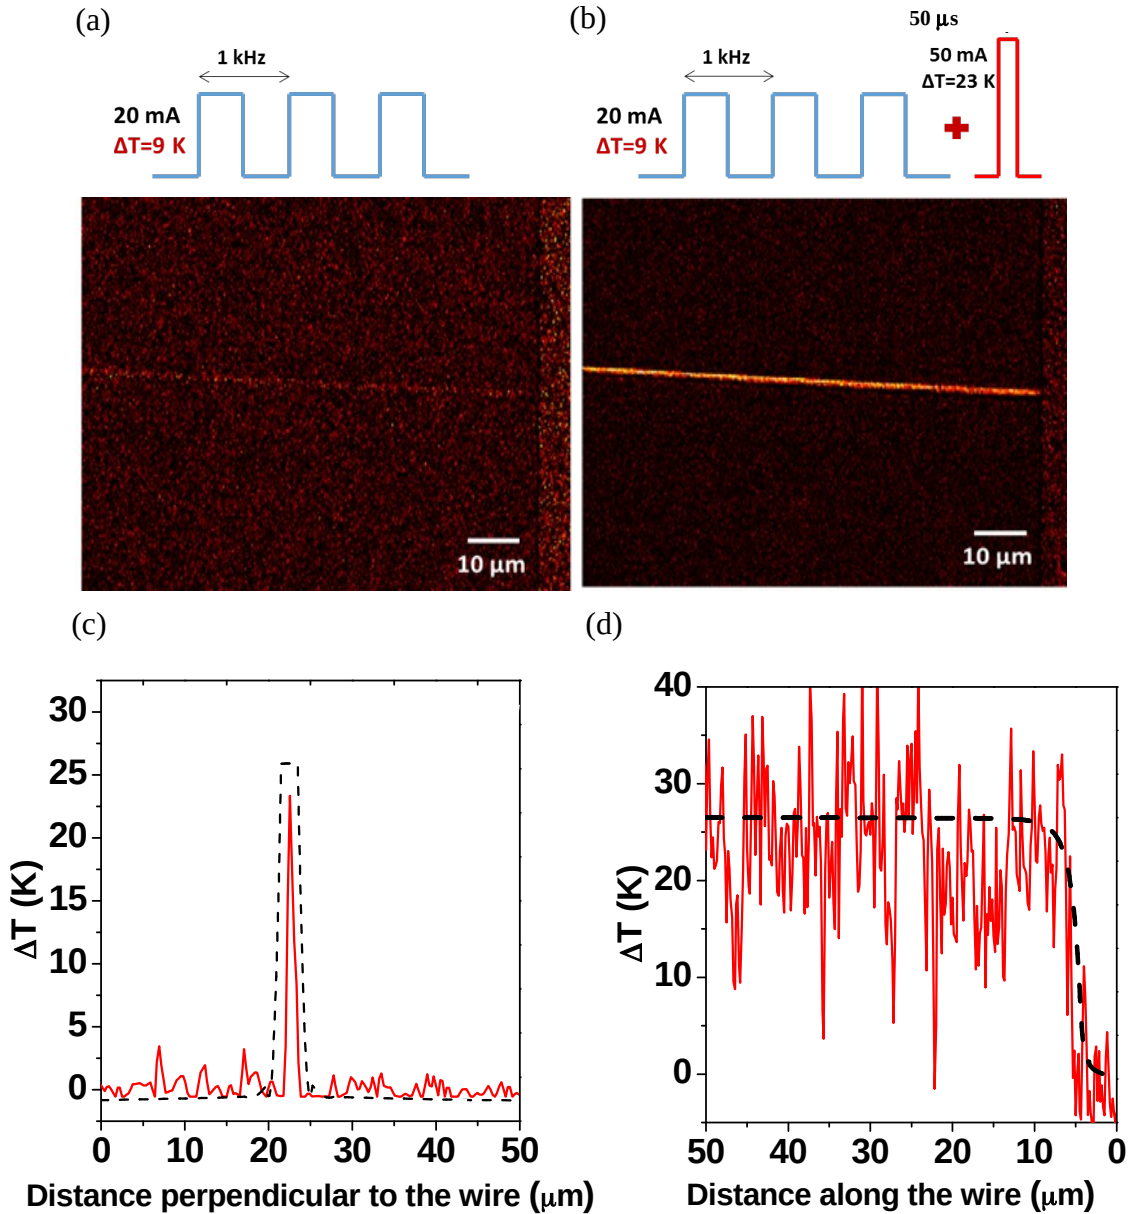 (a)
1 kHz
20 mA
ΔT=9 K
10 μm
(b)
50 μs
1 kHz
50 mA
ΔT=23 K
20 mA
ΔT=9 K
10 μm
(c)
30
25
20
15
10
5
0
ΔT (K)
0 10 20 30 40 50
Distance perpendicular to the wire (μm)
(d)
40
30
20
10
0
ΔT (K)
50 40 30 20 10 0
Distance along the wire (μm)